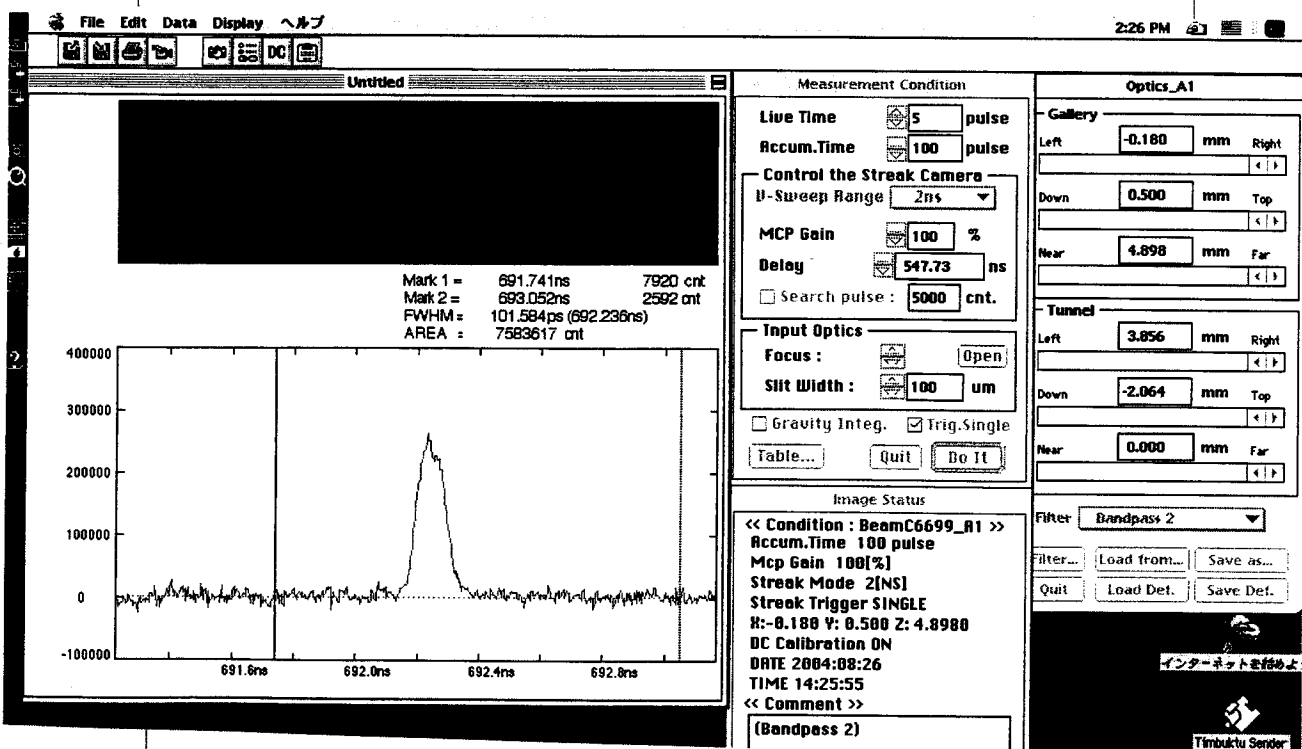 File Edit Data Display ヘルプ
2:26 PM
DC
Untitled
Mark 1 = 691.741ns 7920 cnt
Mark 2 = 693.052ns 2592 cnt
FWHM = 101.584ps (692.236ns)
AREA = 7583617 cnt
400000
300000
200000
100000
0
-100000
691.6ns 692.0ns 692.4ns 692.8ns
Measurement Condition
Live Time 5 pulse
Accum.Time 100 pulse
Control the Streak Camera
V-Sweep Range 2ns
MCP Gain 100 %
Delay 547.73 ns
Search pulse : 5000 cnt.
Input Optics
Focus : Open
Slit Width : 100 um
Gravity Integ. Trig.Single
Table... Quit Do It
Image Status
<< Condition : BeamC6699_A1 >>
Accum.Time 100 pulse
Mcp Gain 100[%]
Streak Mode 2[NS]
Streak Trigger SINGLE
X:-0.180 Y: 0.500 Z: 4.8980
DC Calibration ON
DATE 2004:08:26
TIME 14:25:55
<< Comment >>
(Bandpass 2)
Optics_A1
Gallery
Left -0.180 mm Right
Down 0.500 mm Top
Near 4.898 mm Far
Tunnel
Left 3.856 mm Right
Down -2.064 mm Top
Near 0.000 mm Far
Filter Bandpass 2
Filter... Load from... Save as...
Quit Load Def. Save Def.
インターネットを始めよ
Timbuktu Sender